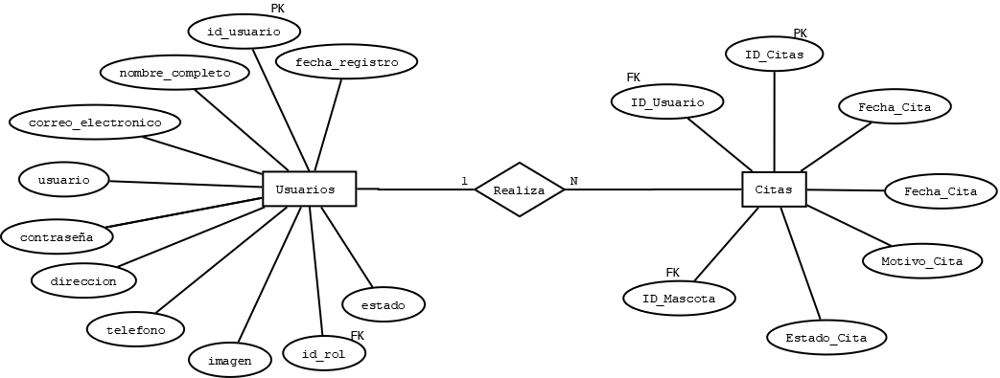 PK
id_usuario
fecha_registro
nombre_completo
correo_electronico
usuario
contraseña
direccion
telefono
imagen
id_rol
FK
estado
Usuarios
1
Realiza
N
Citas
PK
ID_Citas
FK
ID_Usuario
Fecha_Cita
Fecha_Cita
Motivo_Cita
Estado_Cita
FK
ID_Mascota